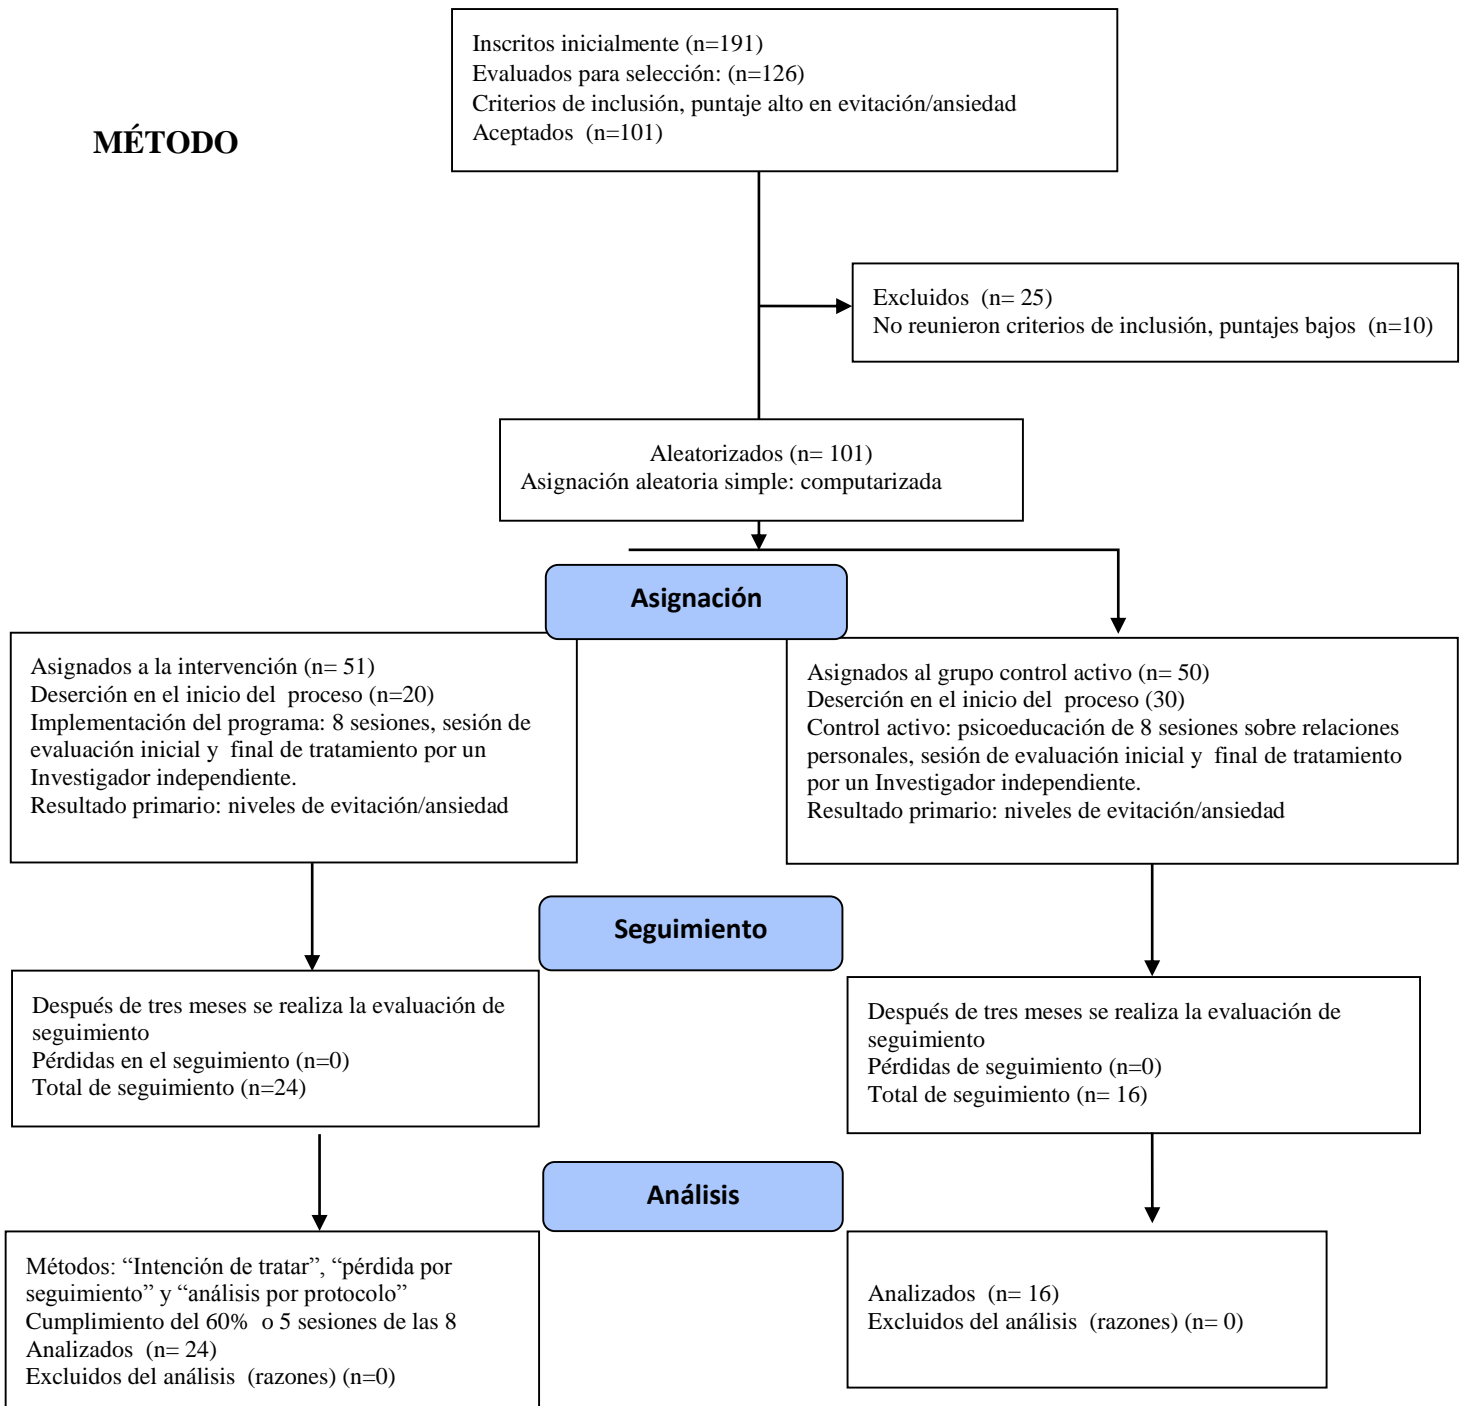 Inscritos inicialmente (n=191)
Evaluados para selección: (n=126)
Criterios de inclusión, puntaje alto en evitación/ansiedad
Aceptados (n=101)
MÉTODO
Excluidos (n= 25)
No reunieron criterios de inclusión, puntajes bajos (n=10)
Aleatorizados (n= 101)
Asignación aleatoria simple: computarizada
Asignación
Asignados a la intervención (n= 51)
Deserción en el inicio del proceso (n=20)
Implementación del programa: 8 sesiones, sesión de
evaluación inicial y final de tratamiento por un
Investigador independiente.
Resultado primario: niveles de evitación/ansiedad
Asignados al grupo control activo (n= 50)
Deserción en el inicio del proceso (30)
Control activo: psicoeducación de 8 sesiones sobre relaciones
personales, sesión de evaluación inicial y final de tratamiento
por un Investigador independiente.
Resultado primario: niveles de evitación/ansiedad
Seguimiento
Después de tres meses se realiza la evaluación de
seguimiento
Pérdidas en el seguimiento (n=0)
Total de seguimiento (n=24)
Después de tres meses se realiza la evaluación de
seguimiento
Pérdidas de seguimiento (n=0)
Total de seguimiento (n= 16)
Análisis
Métodos: “Intención de tratar”, “pérdida por
seguimiento” y “análisis por protocolo”
Cumplimiento del 60% o 5 sesiones de las 8
Analizados (n= 24)
Excluidos del análisis (razones) (n=0)
Analizados (n= 16)
Excluidos del análisis (razones) (n= 0)